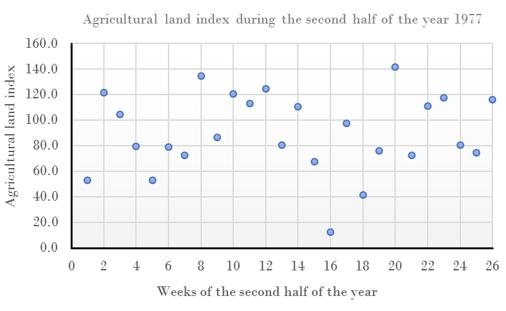 Agricultural land index during the second half of the year 1977
160.0
140.0
120.0
100.0
80.0
60.0
40.0
20.0
0.0
Agricultural land index
0 2 4 6 8 10 12 14 16 18 20 22 24 26
Weeks of the second half of the year